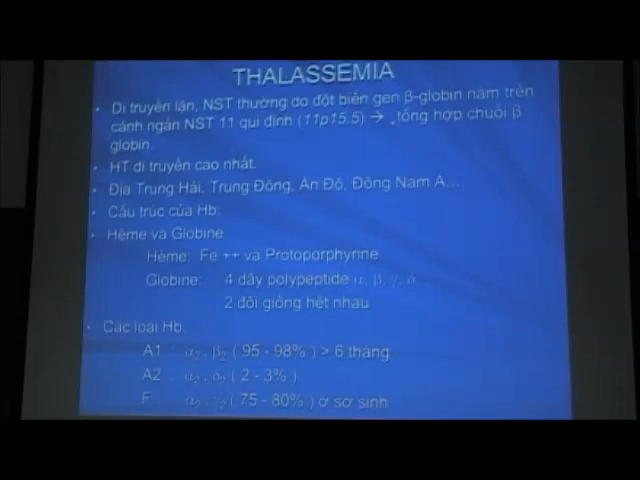 THALASSEMIA
• Di truyền lặn, NST thường do đột biến gen β-globin nằm trên
cánh ngắn NST 11 qui định (11p15.5) → tổng hợp chuỗi β
globin.
• HT di truyền cao nhất.
• Địa Trung Hải, Trung Đông, Ấn Độ, Đông Nam Á…
• Cấu trúc của Hb:
• Hème và Globine
Hème: Fe ++ và Protoporphyrine
Globine: 4 dây polypeptide α, β, γ, δ
2 đôi giống hệt nhau
• Các loại Hb:
A1 : α2, β2 ( 95 - 98% ) > 6 tháng
A2 : α2, δ2 ( 2 - 3% )
F : α2, γ2 ( 75 - 80% ) ở sơ sinh